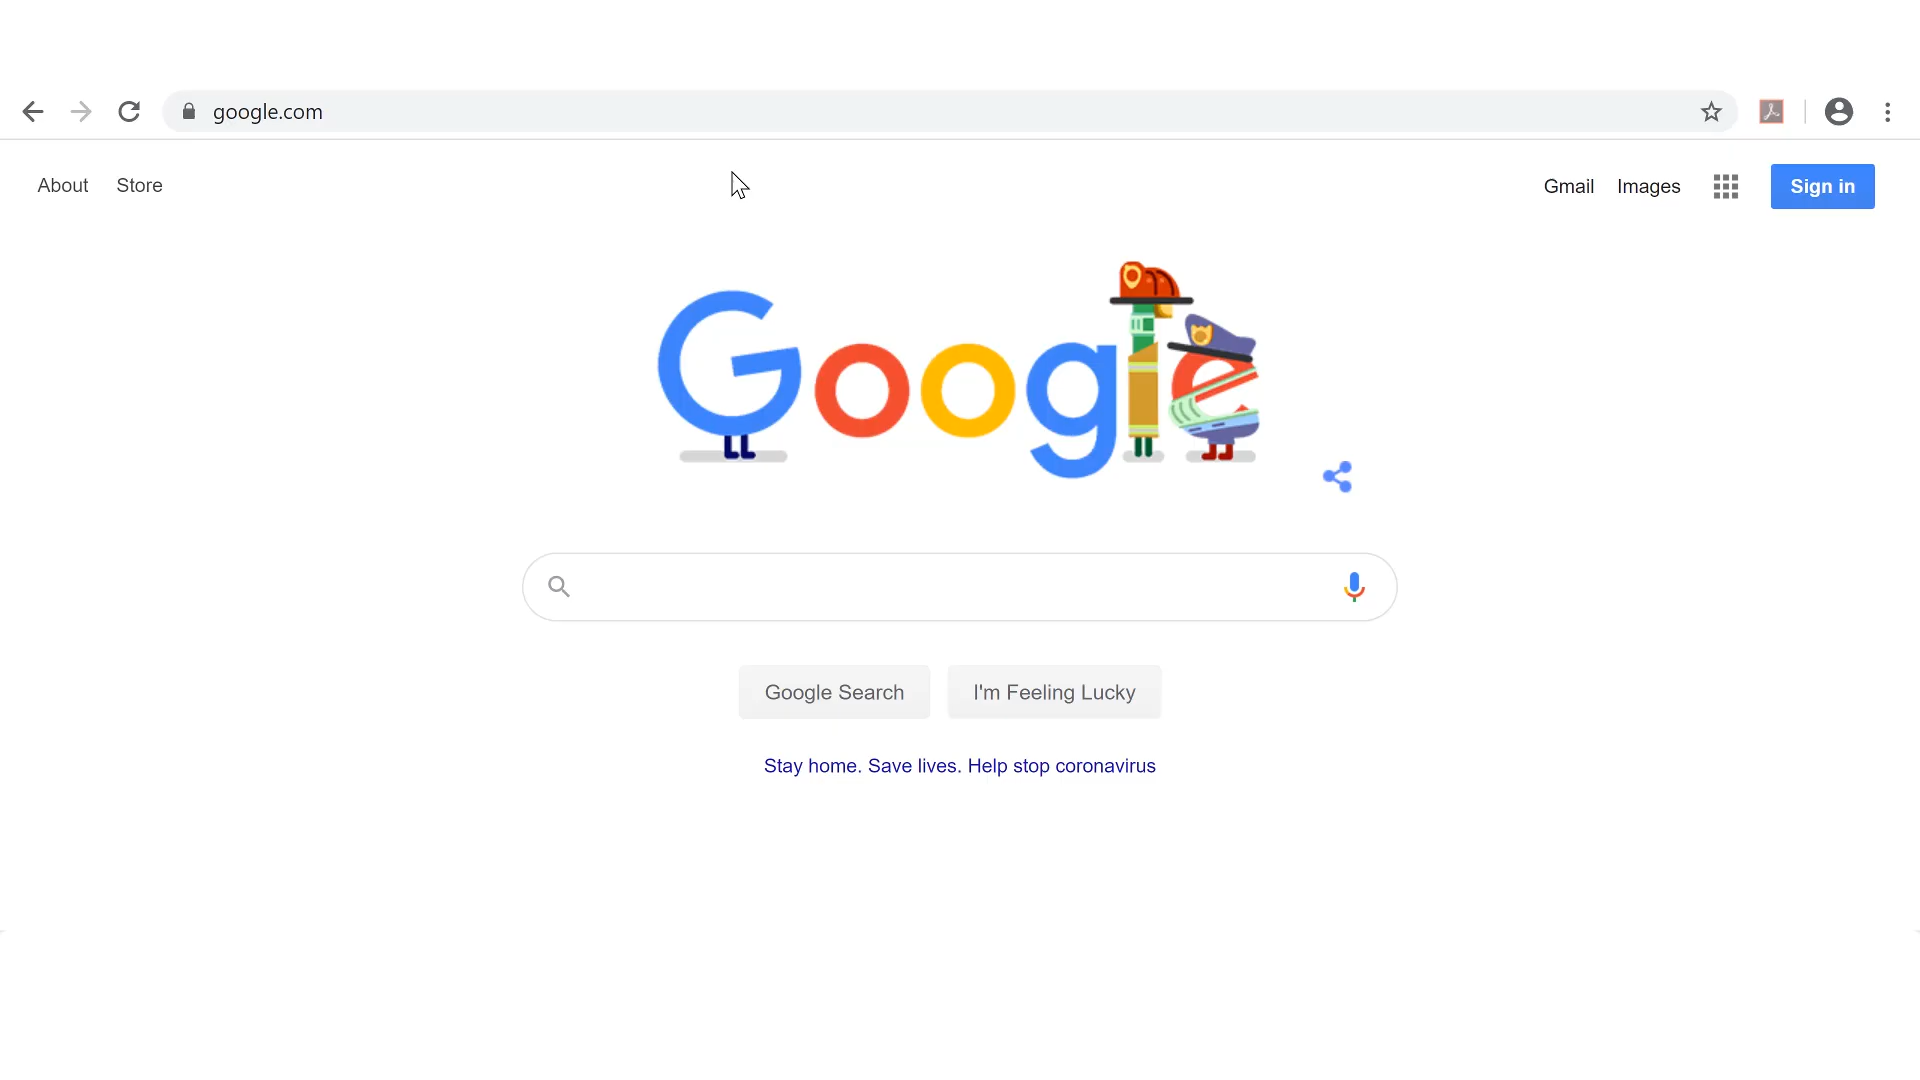 google.com
About Store
Gmail Images Sign in
Google
Google Search I'm Feeling Lucky
Stay home. Save lives. Help stop coronavirus